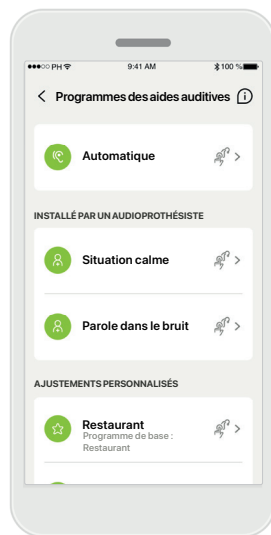 PH 9:41 AM 100 %
Programmes des aides auditives
Automatique
INSTALLÉ PAR UN AUDIOPROTHÉSISTE
Situation calme
Parole dans le bruit
AJUSTEMENTS PERSONNALISÉS
Restaurant
Programme de base :
Restaurant